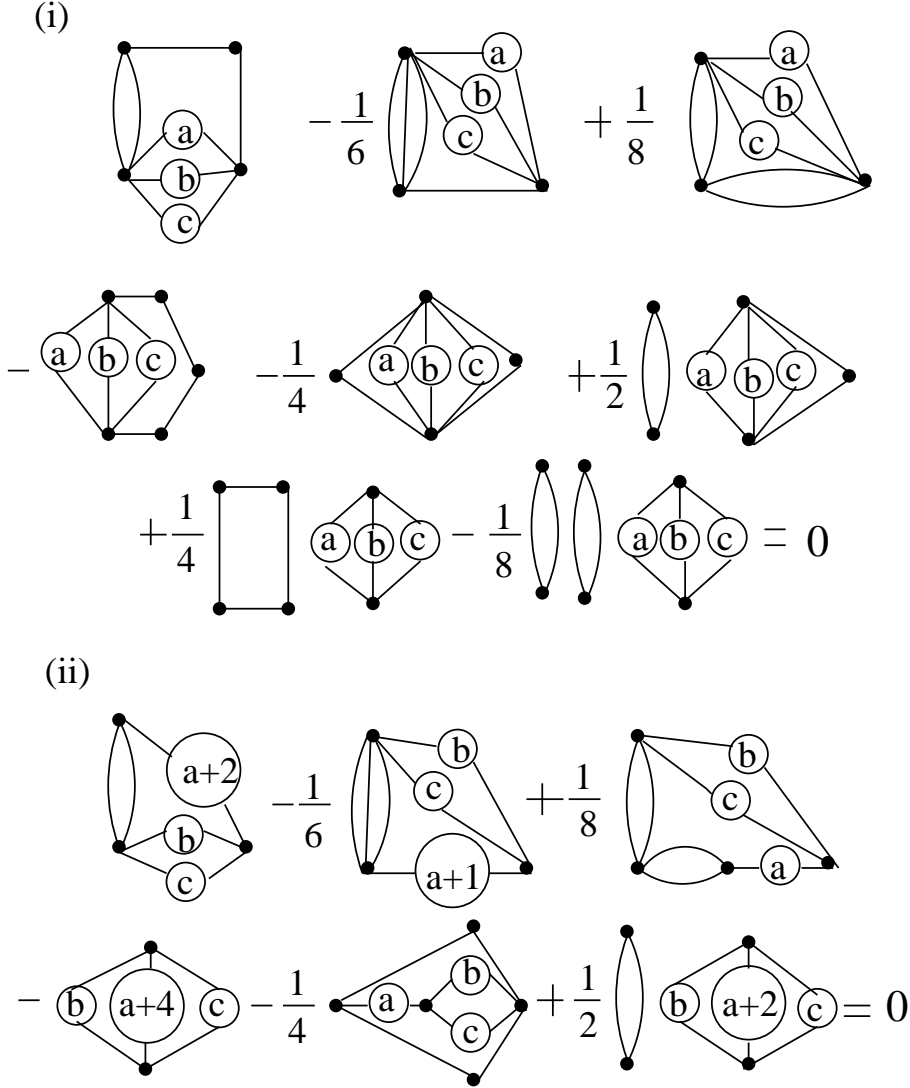 (i)
a b c − 1/6 a b c + 1/8 a b c
− a b c − 1/4 a b c + 1/2 a b c
+ 1/4 a b c − 1/8 a b c = 0
(ii)
a+2 b c − 1/6 b c a+1 + 1/8 b c a
− b a+4 c − 1/4 a b c + 1/2 b a+2 c = 0